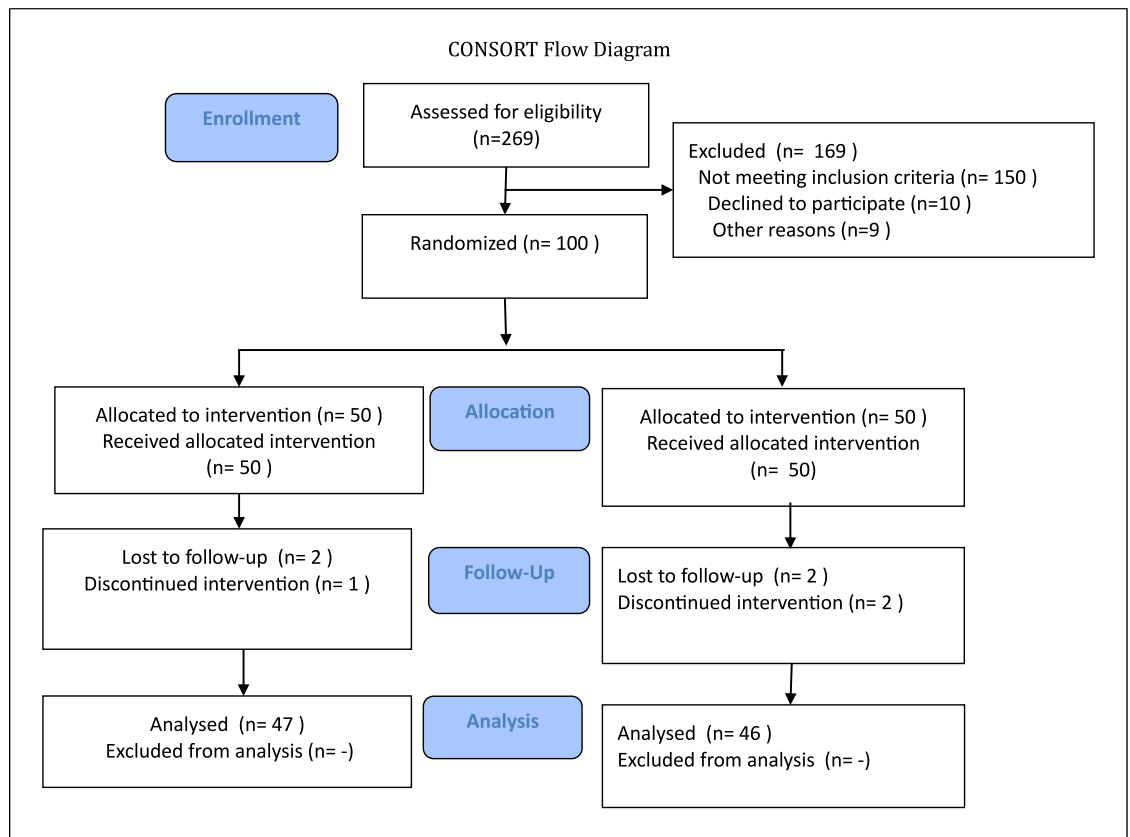 CONSORT Flow Diagram
Enrollment
Assessed for eligibility
(n=269)
Excluded (n= 169 )
Not meeting inclusion criteria (n= 150 )
Declined to participate (n=10 )
Other reasons (n=9 )
Randomized (n= 100 )
Allocated to intervention (n= 50 )
Received allocated intervention
(n= 50 )
Allocation
Allocated to intervention (n= 50 )
Received allocated intervention
(n= 50)
Lost to follow-up (n= 2 )
Discontinued intervention (n= 1 )
Follow-Up
Lost to follow-up (n= 2 )
Discontinued intervention (n= 2 )
Analysed (n= 47 )
Excluded from analysis (n= -)
Analysis
Analysed (n= 46 )
Excluded from analysis (n= -)